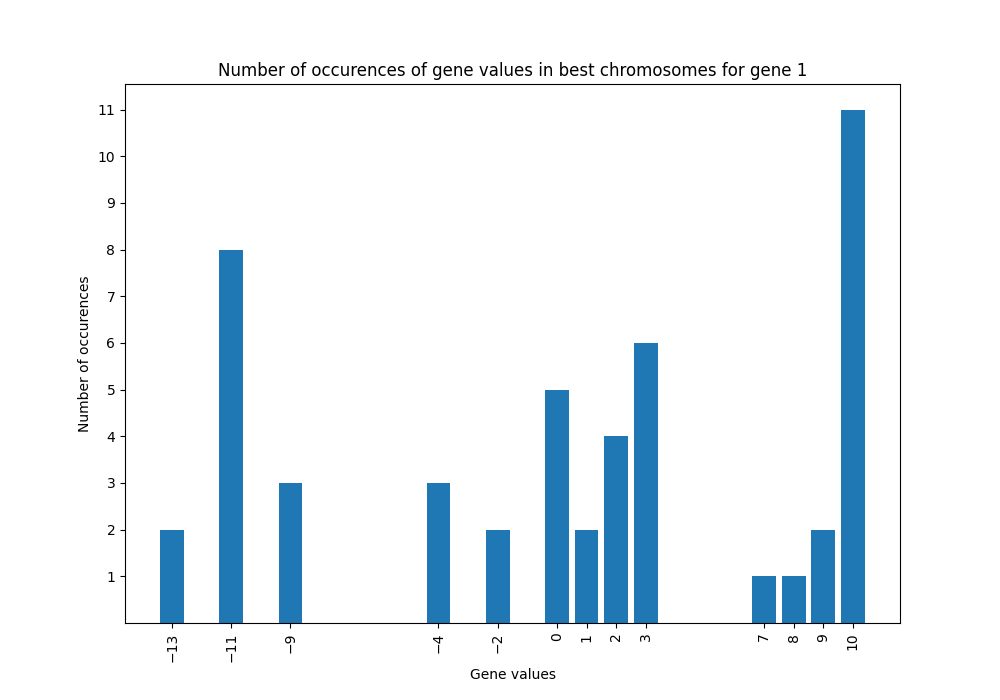 Number of occurences of gene values in best chromosomes for gene 1
11
10
9
8
7
6
5
4
3
2
1
Number of occurences
−13 −11 −9 −4 −2 0 1 2 3 7 8 9 10
Gene values